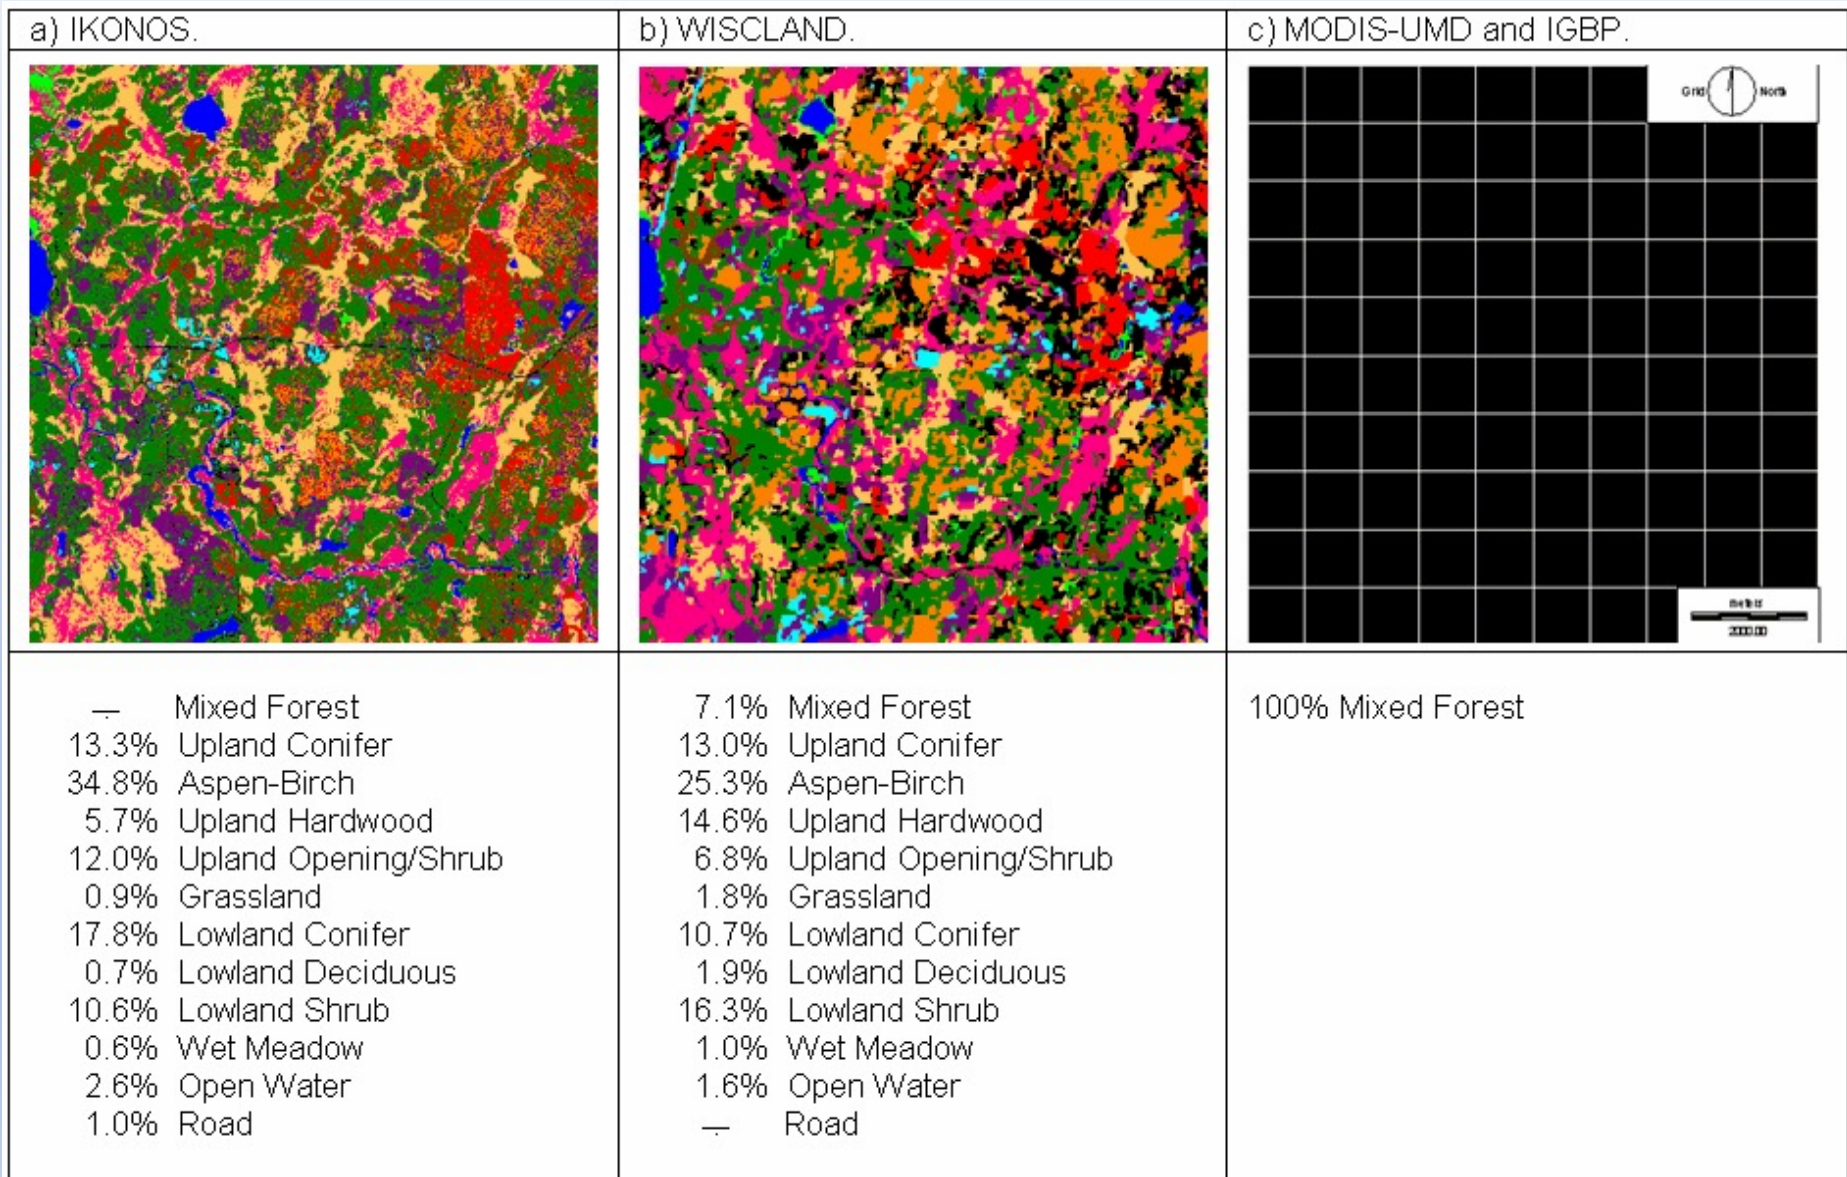 a) IKONOS.
b) WISCLAND.
c) MODIS-UMD and IGBP.
Grid North
meters
2000.00
— Mixed Forest
13.3% Upland Conifer
34.8% Aspen-Birch
5.7% Upland Hardwood
12.0% Upland Opening/Shrub
0.9% Grassland
17.8% Lowland Conifer
0.7% Lowland Deciduous
10.6% Lowland Shrub
0.6% Wet Meadow
2.6% Open Water
1.0% Road
7.1% Mixed Forest
13.0% Upland Conifer
25.3% Aspen-Birch
14.6% Upland Hardwood
6.8% Upland Opening/Shrub
1.8% Grassland
10.7% Lowland Conifer
1.9% Lowland Deciduous
16.3% Lowland Shrub
1.0% Wet Meadow
1.6% Open Water
— Road
100% Mixed Forest